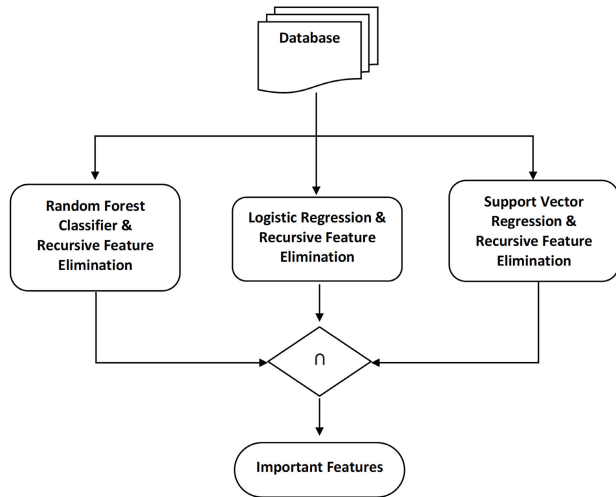 Database
Random Forest
Classifier &
Recursive Feature
Elimination
Logistic Regression &
Recursive Feature
Elimination
Support Vector
Regression &
Recursive Feature
Elimination
∩
Important Features